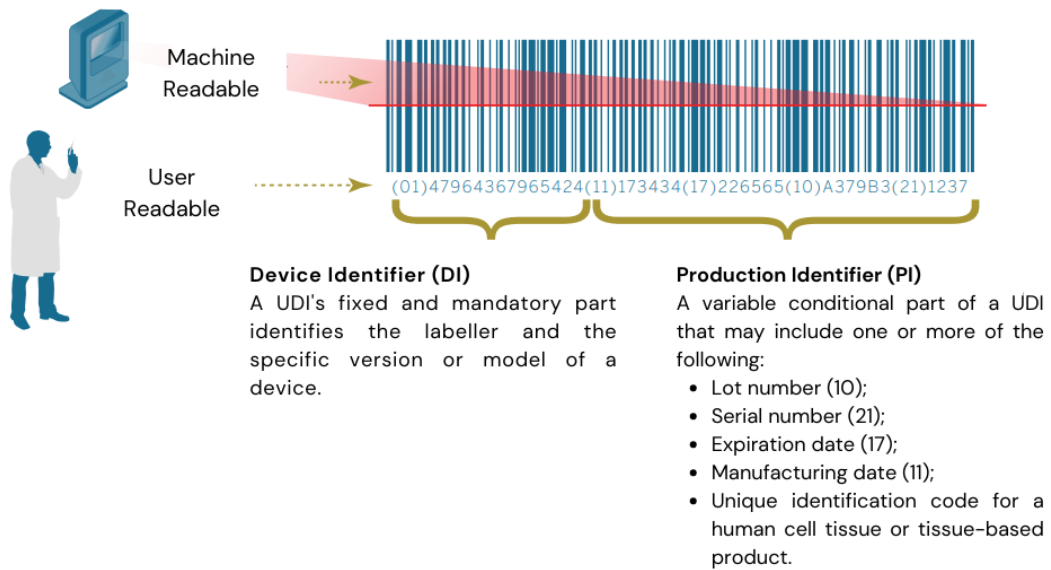 Machine
Readable
User
Readable
(01)47964367965424(11)173434(17)226565(10)A379B3(21)1237
Device Identifier (DI)
A UDI's fixed and mandatory part
identifies the labeller and the
specific version or model of a
device.
Production Identifier (PI)
A variable conditional part of a UDI
that may include one or more of the
following:
• Lot number (10);
• Serial number (21);
• Expiration date (17);
• Manufacturing date (11);
• Unique identification code for a
human cell tissue or tissue-based
product.